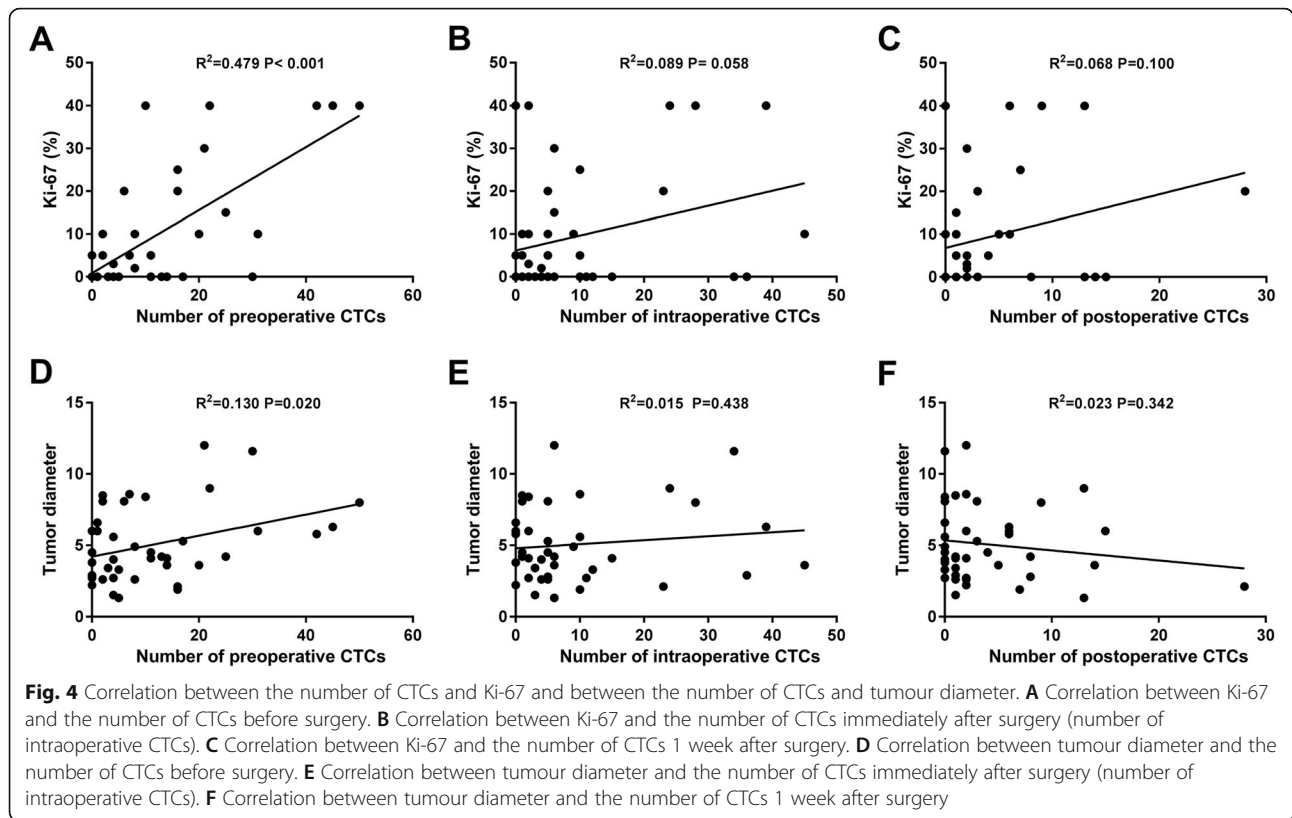 A
R²=0.479 P< 0.001
Ki-67 (%)
50
40
30
20
10
0
0 20 40 60
Number of preoperative CTCs
B
R²=0.089 P= 0.058
Ki-67 (%)
50
40
30
20
10
0
0 10 20 30 40 50
Number of intraoperative CTCs
C
R²=0.068 P=0.100
Ki-67 (%)
50
40
30
20
10
0
0 10 20 30
Number of postoperative CTCs
D
R²=0.130 P=0.020
Tumor diameter
15
10
5
0
0 20 40 60
Number of preoperative CTCs
E
R²=0.015 P=0.438
Tumor diameter
15
10
5
0
0 10 20 30 40 50
Number of intraoperative CTCs
F
R²=0.023 P=0.342
Tumor diameter
15
10
5
0
0 10 20 30
Number of postoperative CTCs
Fig. 4 Correlation between the number of CTCs and Ki-67 and between the number of CTCs and tumour diameter. A Correlation between Ki-67
and the number of CTCs before surgery. B Correlation between Ki-67 and the number of CTCs immediately after surgery (number of
intraoperative CTCs). C Correlation between Ki-67 and the number of CTCs 1 week after surgery. D Correlation between tumour diameter and the
number of CTCs before surgery. E Correlation between tumour diameter and the number of CTCs immediately after surgery (number of
intraoperative CTCs). F Correlation between tumour diameter and the number of CTCs 1 week after surgery